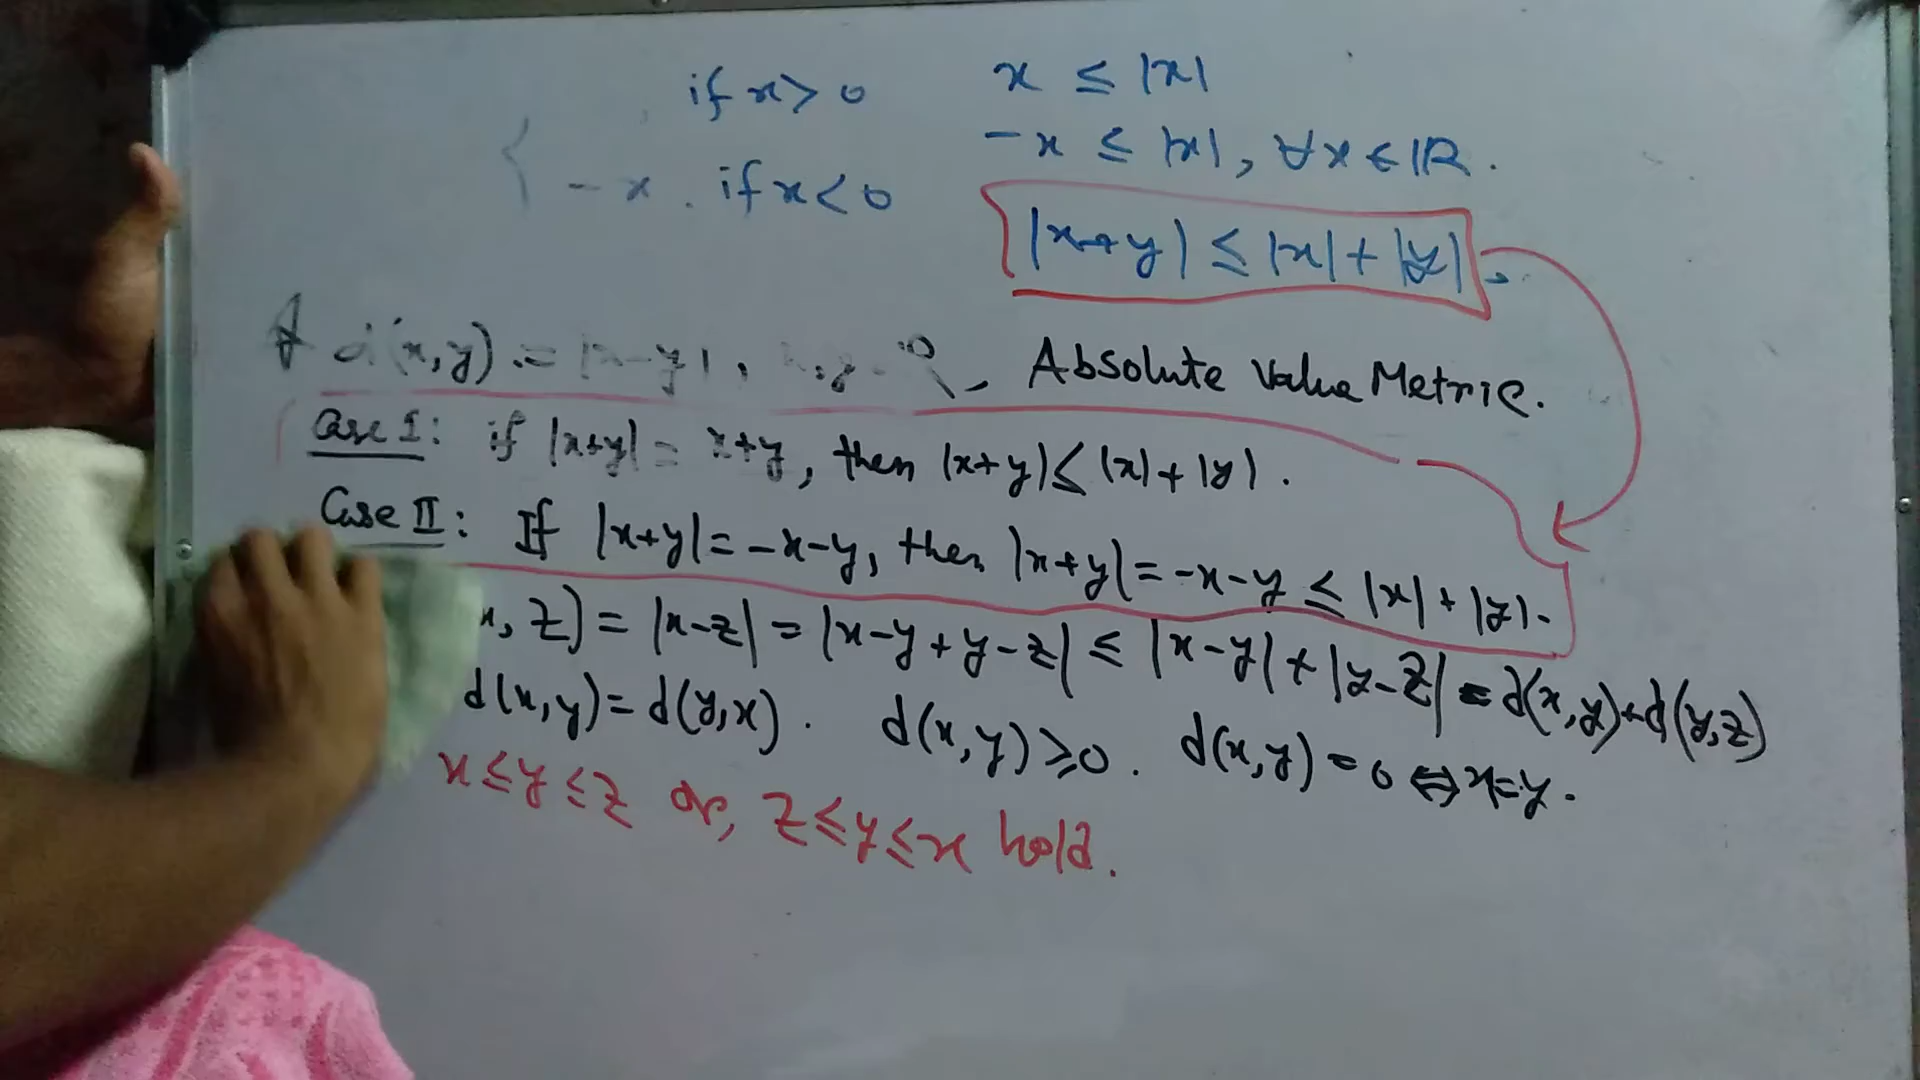 if x > 0 x ≤ |x|
{ -x . if x < 0 -x ≤ |x|, ∀x ∈ ℝ.
|x+y| ≤ |x| + |y|.
d(x,y) = |x-y|, Absolute Value Metric.
Case I: if |x+y| = x+y, then |x+y| ≤ |x| + |y|.
Case II: If |x+y| = -x-y, then |x+y| = -x-y ≤ |x| + |y|.
x, z) = |x-z| = |x-y+y-z| ≤ |x-y| + |y-z| = d(x,y)+d(y,z)
d(x,y) = d(y,x). d(x,y) ≥ 0. d(x,y) = 0 ⇔ x=y.
x ≤ y ≤ z or, z ≤ y ≤ x hold.